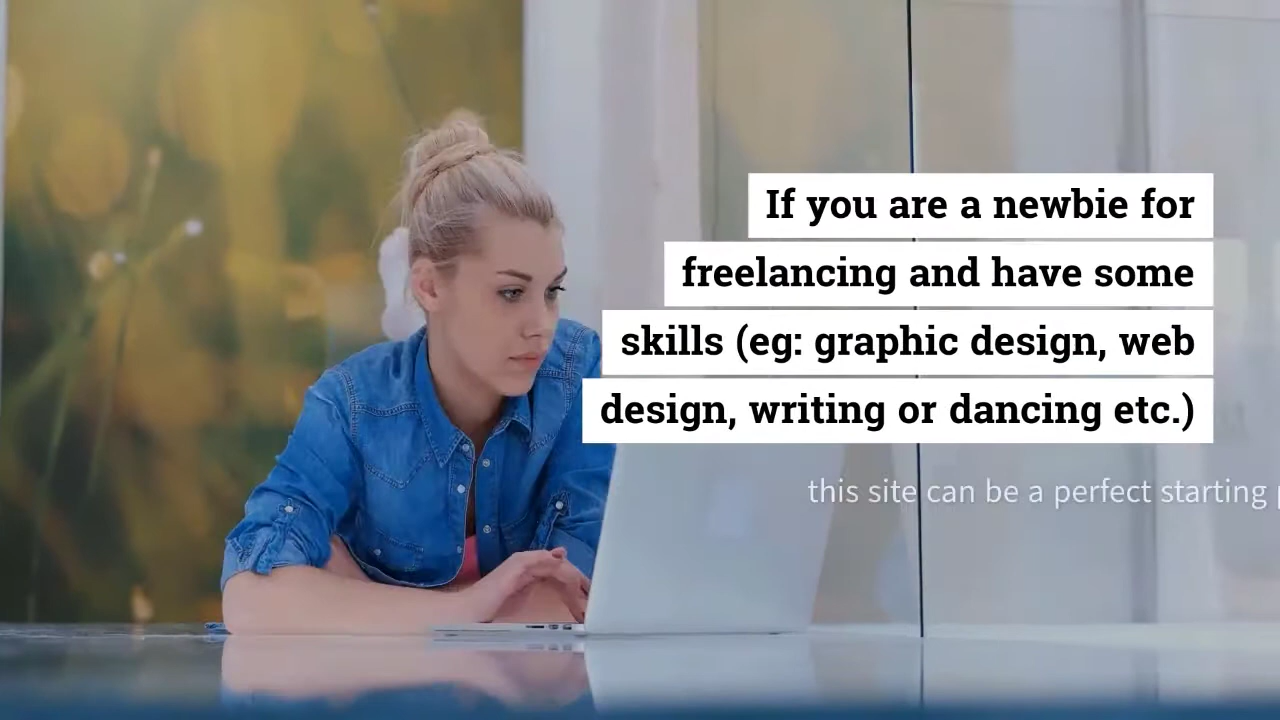 If you are a newbie for
freelancing and have some
skills (eg: graphic design, web
design, writing or dancing etc.)
this site can be a perfect starting